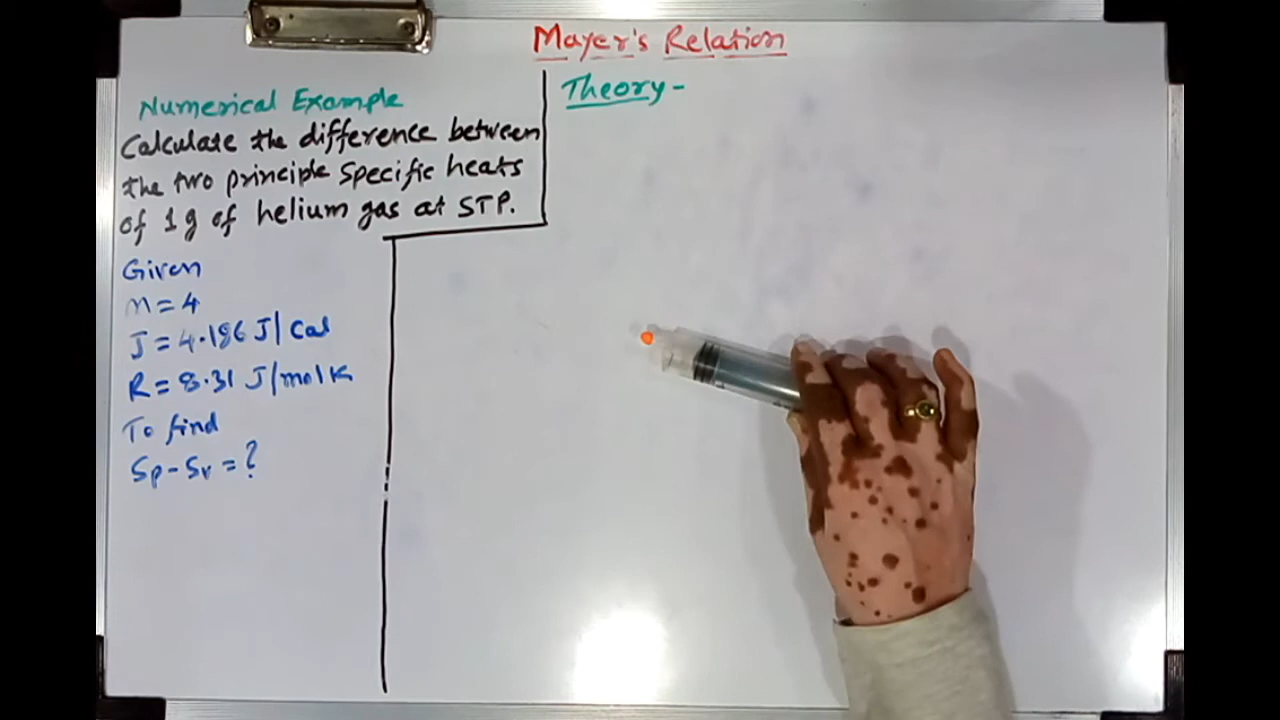 Mayer's Relation
Numerical Example
Calculate the difference between
the two principle specific heats
of 1g of helium gas at STP.
Given
M = 4
J = 4.186 J/cal
R = 8.31 J/mol K
To find
Sp - Sv = ?
Theory -